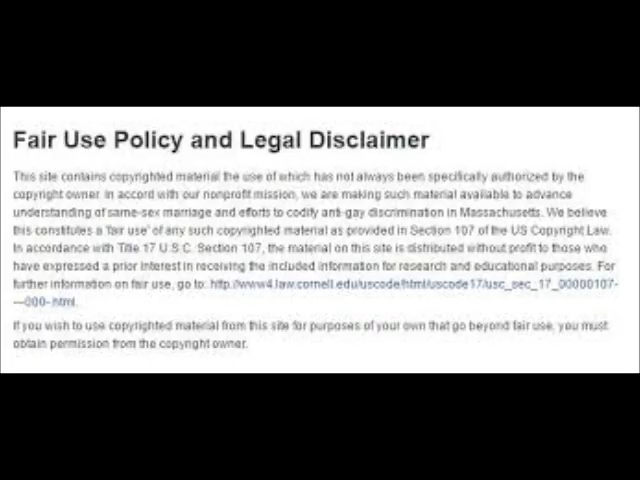 Fair Use Policy and Legal Disclaimer
This site contains copyrighted material the use of which has not always been specifically authorized by the
copyright owner. In accord with our nonprofit mission, we are making such material available to advance
understanding of same-sex marriage and efforts to codify anti-gay discrimination in Massachusetts. We believe
this constitutes a 'fair use' of any such copyrighted material as provided in Section 107 of the US Copyright Law.
In accordance with Title 17 U.S.C. Section 107, the material on this site is distributed without profit to those who
have expressed a prior interest in receiving the included information for research and educational purposes. For
further information on fair use, go to: http://www4.law.cornell.edu/uscode/html/uscode17/usc_sec_17_00000107-
---000-.html.
If you wish to use copyrighted material from this site for purposes of your own that go beyond fair use, you must
obtain permission from the copyright owner.